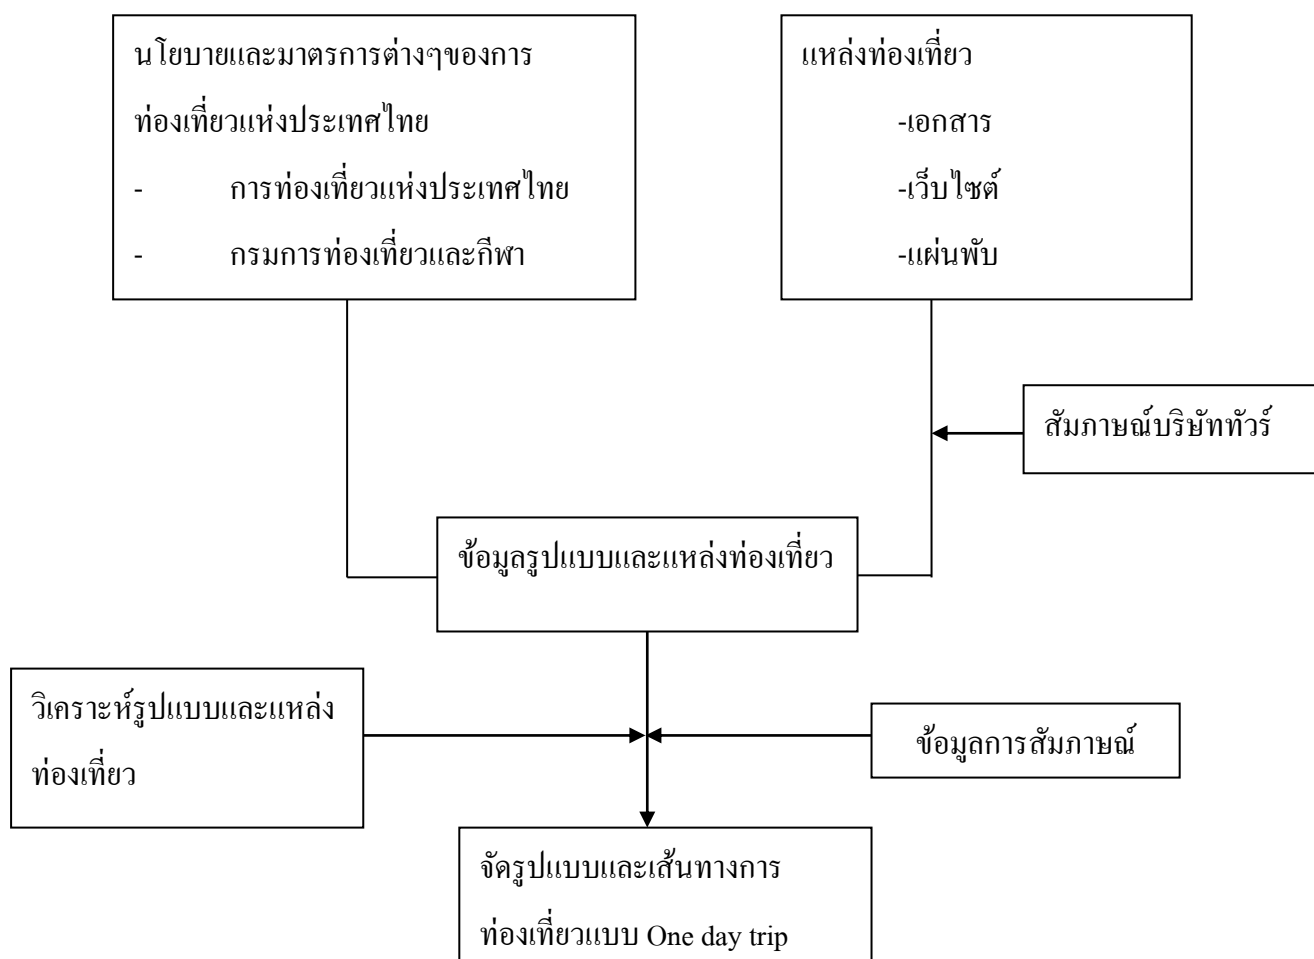 นโยบายและมาตรการต่างๆของการ
ท่องเที่ยวแห่งประเทศไทย
- การท่องเที่ยวแห่งประเทศไทย
- กรมการท่องเที่ยวและกีฬา
แหล่งท่องเที่ยว
-เอกสาร
-เว็บไซต์
-แผ่นพับ
สัมภาษณ์บริษัททัวร์
ข้อมูลรูปแบบและแหล่งท่องเที่ยว
วิเคราะห์รูปแบบและแหล่ง
ท่องเที่ยว
ข้อมูลการสัมภาษณ์
จัดรูปแบบและเส้นทางการ
ท่องเที่ยวแบบ One day trip